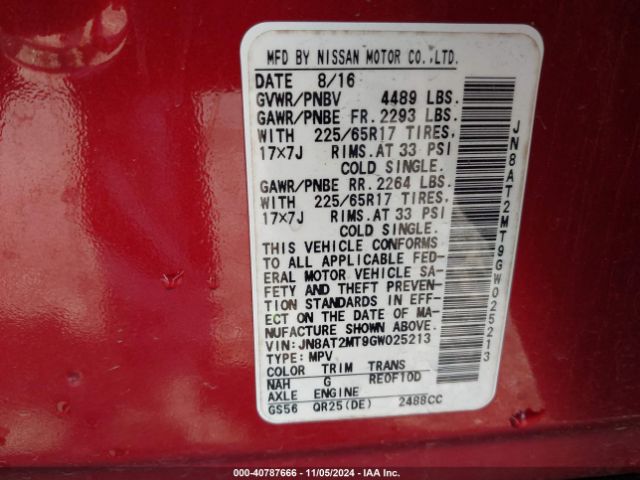 MFD BY NISSAN MOTOR CO.,LTD.
DATE 8/16
GVWR/PNBV 4489 LBS.
GAWR/PNBE FR. 2293 LBS.
WITH 225/65R17 TIRES,
17×7J RIMS.AT 33 PSI
COLD SINGLE.
GAWR/PNBE RR. 2264 LBS.
WITH 225/65R17 TIRES,
17×7J RIMS.AT 33 PSI
COLD SINGLE.
THIS VEHICLE CONFORMS
TO ALL APPLICABLE FED-
ERAL MOTOR VEHICLE SA-
FETY AND THEFT PREVEN-
TION STANDARDS IN EFF-
ECT ON THE DATE OF MA-
NUFACTURE SHOWN ABOVE.
VIN: JN8AT2MT9GW025213
TYPE: MPV
COLOR TRIM TRANS
NAH G RE0F10D
AXLE ENGINE
GS56 QR25(DE) 2488CC
JN8AT2MT9GW025213
000-40787666 - 11/05/2024 - IAA Inc.